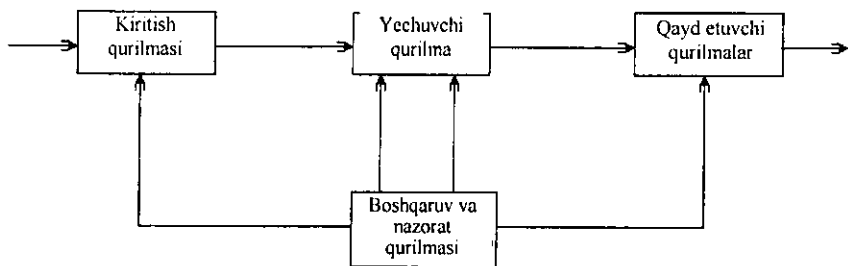 Kiritish
qurilmasi
Yechuvchi
qurilma
Qayd etuvchi
qurilmalar
Boshqaruv va
nazorat
qurilmasi